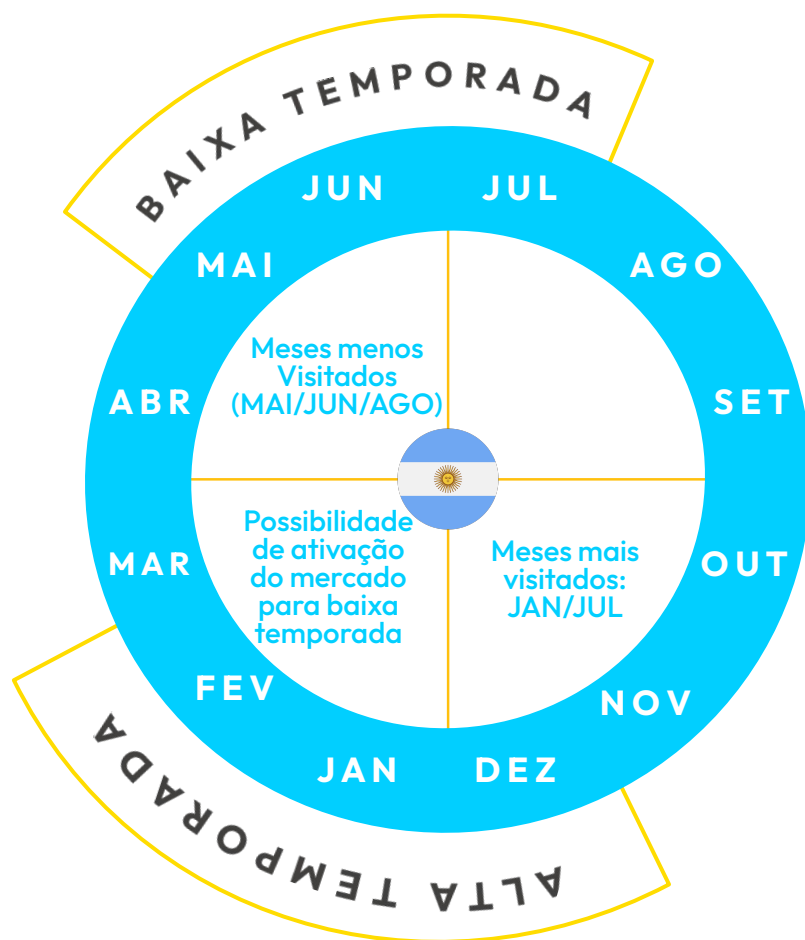 BAIXA TEMPORADA
JUN
JUL
MAI
AGO
Meses menos
Visitados
(MAI/JUN/AGO)
ABR
SET
Possibilidade
de ativação
do mercado
para baixa
temporada
Meses mais
visitados:
JAN/JUL
MAR
OUT
FEV
NOV
JAN
DEZ
ALTA TEMPORADA